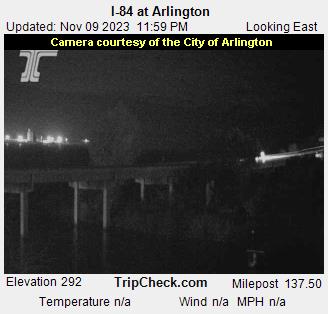 I-84 at Arlington
Updated: Nov 09 2023 11:59 PM Looking East
Camera courtesy of the City of Arlington
Elevation 292 TripCheck.com Milepost 137.50
Temperature n/a Wind n/a MPH n/a